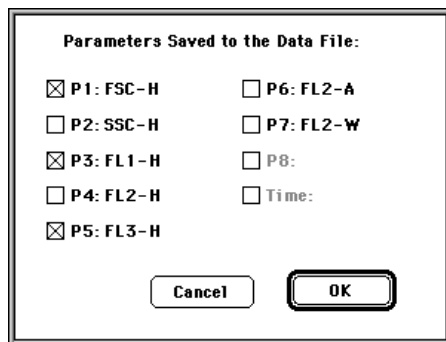 Parameters Saved to the Data File:
P1: FSC-H
P2: SSC-H
P3: FL1-H
P4: FL2-H
P5: FL3-H
P6: FL2-A
P7: FL2-W
P8:
Time:
Cancel
OK